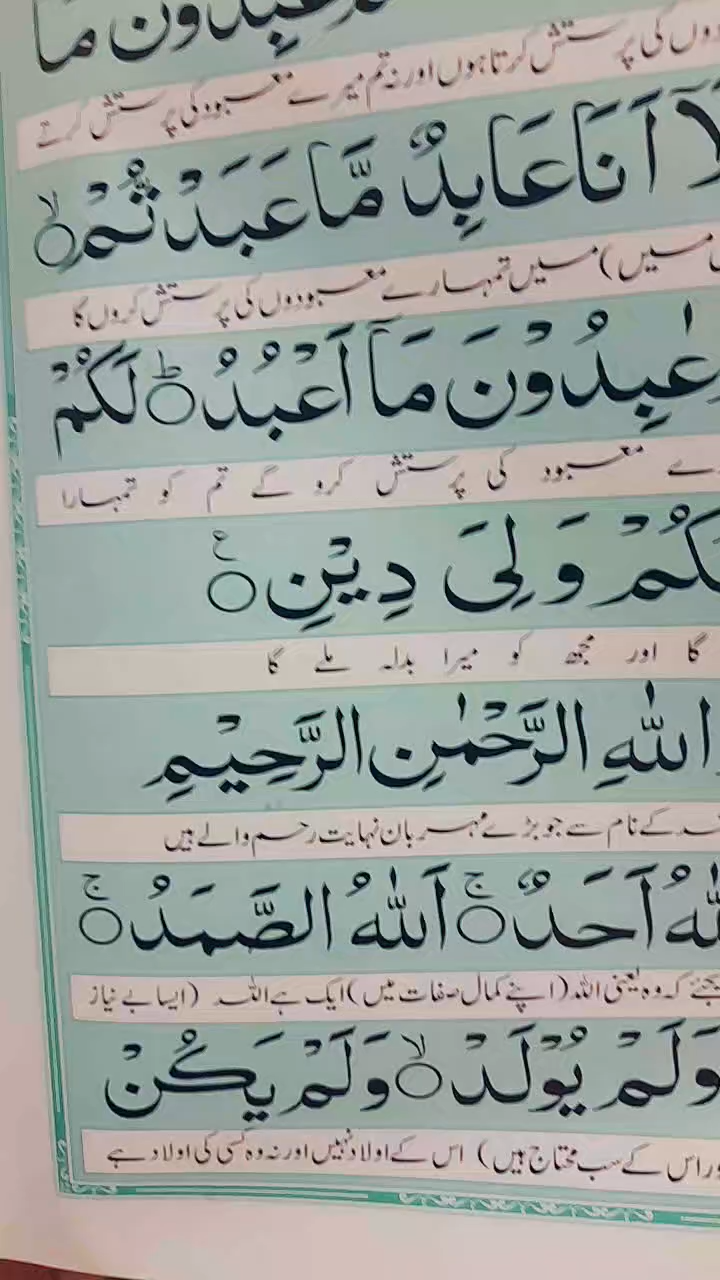 عٰبِدُوْنَ مَا
کی پرستش کرتا ہوں اور نہ تم میرے معبود کی پرستش کرتے
اَنَا عَابِدٌ مَّا عَبَدْتُّمْ ۙ
میں) میں تمہارے معبودوں کی پرستش کروں گا
عٰبِدُوْنَ مَاۤ اَعْبُدُ ؕ لَكُمْ
معبود کی پرستش کرو گے تم کو تمہارا
وَلِیَ دِیْنِ ۠ ع
گا اور مجھ کو میرا بدلہ ملے گا
اللّٰهِ الرَّحْمٰنِ الرَّحِیْمِ
کے نام سے جو بڑے مہربان نہایت رحم والے ہیں
اَحَدٌ ۚ اَللّٰهُ الصَّمَدُ ۚ
کہ وہ یعنی اللہ (اپنے کمال صفات میں) ایک ہے اللہ (ایسا بے نیاز
وَلَمْ یُوْلَدْ ۙ وَلَمْ یَكُنْ
اس کے سب محتاج ہیں) اس کے اولاد نہیں اور نہ وہ کسی کی اولاد ہے